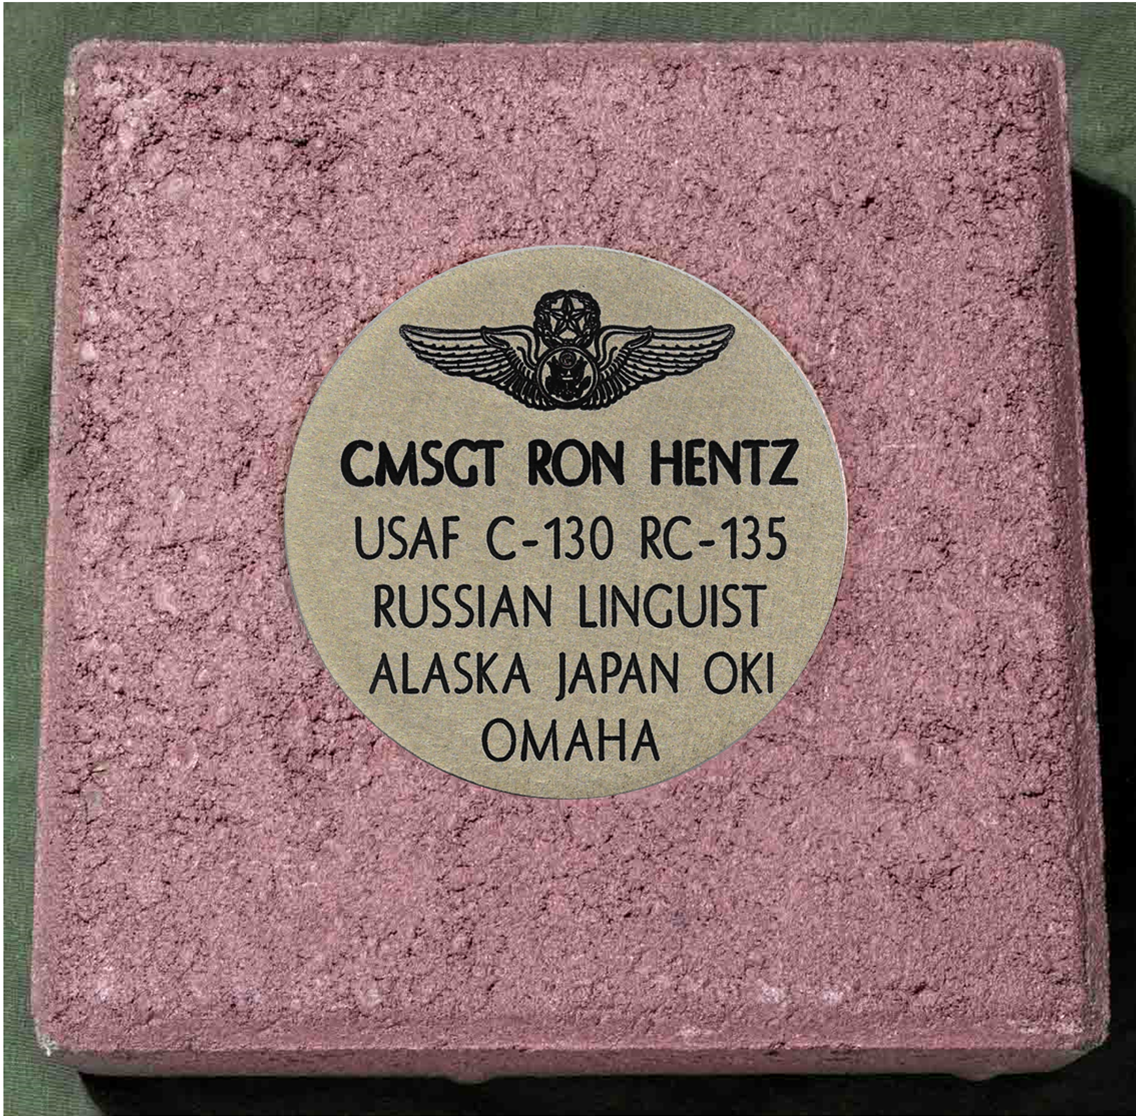 CMSGT RON HENTZ
USAF C-130 RC-135
RUSSIAN LINGUIST
ALASKA JAPAN OKI
OMAHA